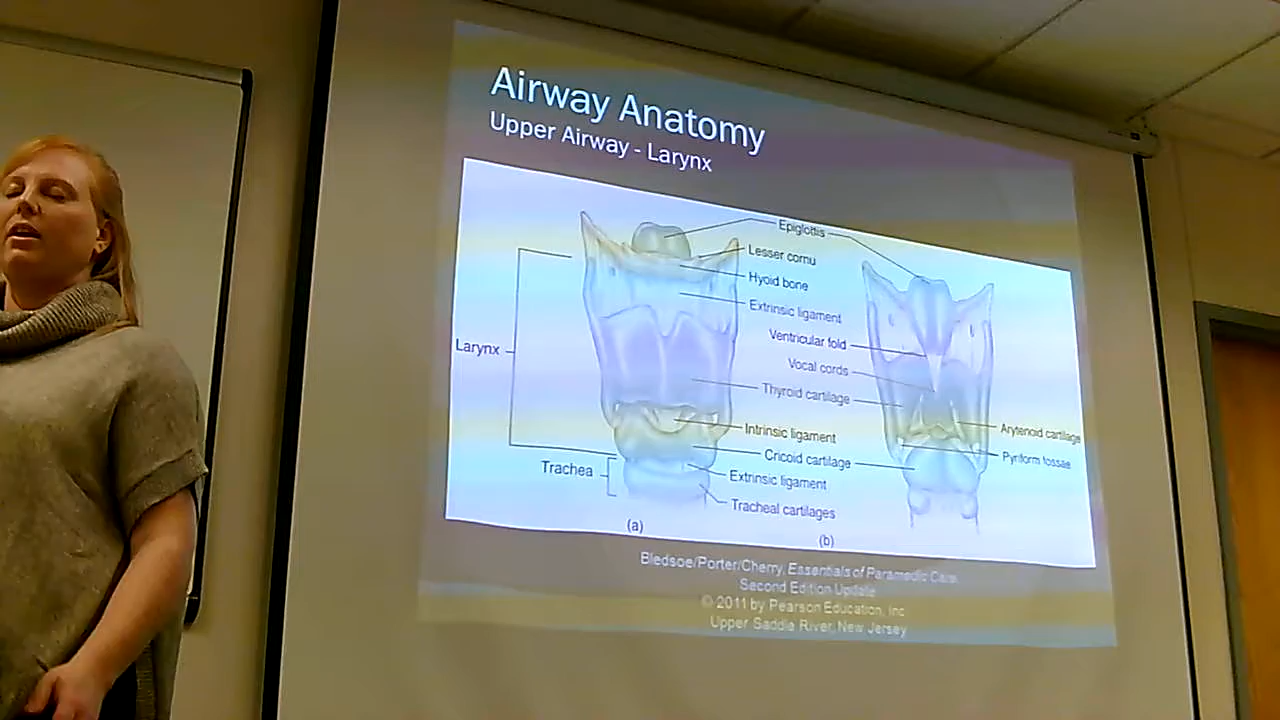 Airway Anatomy
Upper Airway - Larynx
Epiglottis
Lesser cornu
Hyoid bone
Extrinsic ligament
Ventricular fold
Larynx
Vocal cords
Thyroid cartilage
Intrinsic ligament
Arytenoid cartilage
Cricoid cartilage
Pyriform fossae
Trachea
Extrinsic ligament
Tracheal cartilages
(a)
(b)
Bledsoe/Porter/Cherry, Essentials of Paramedic Care,
Second Edition Update
© 2011 by Pearson Education, Inc.
Upper Saddle River, New Jersey